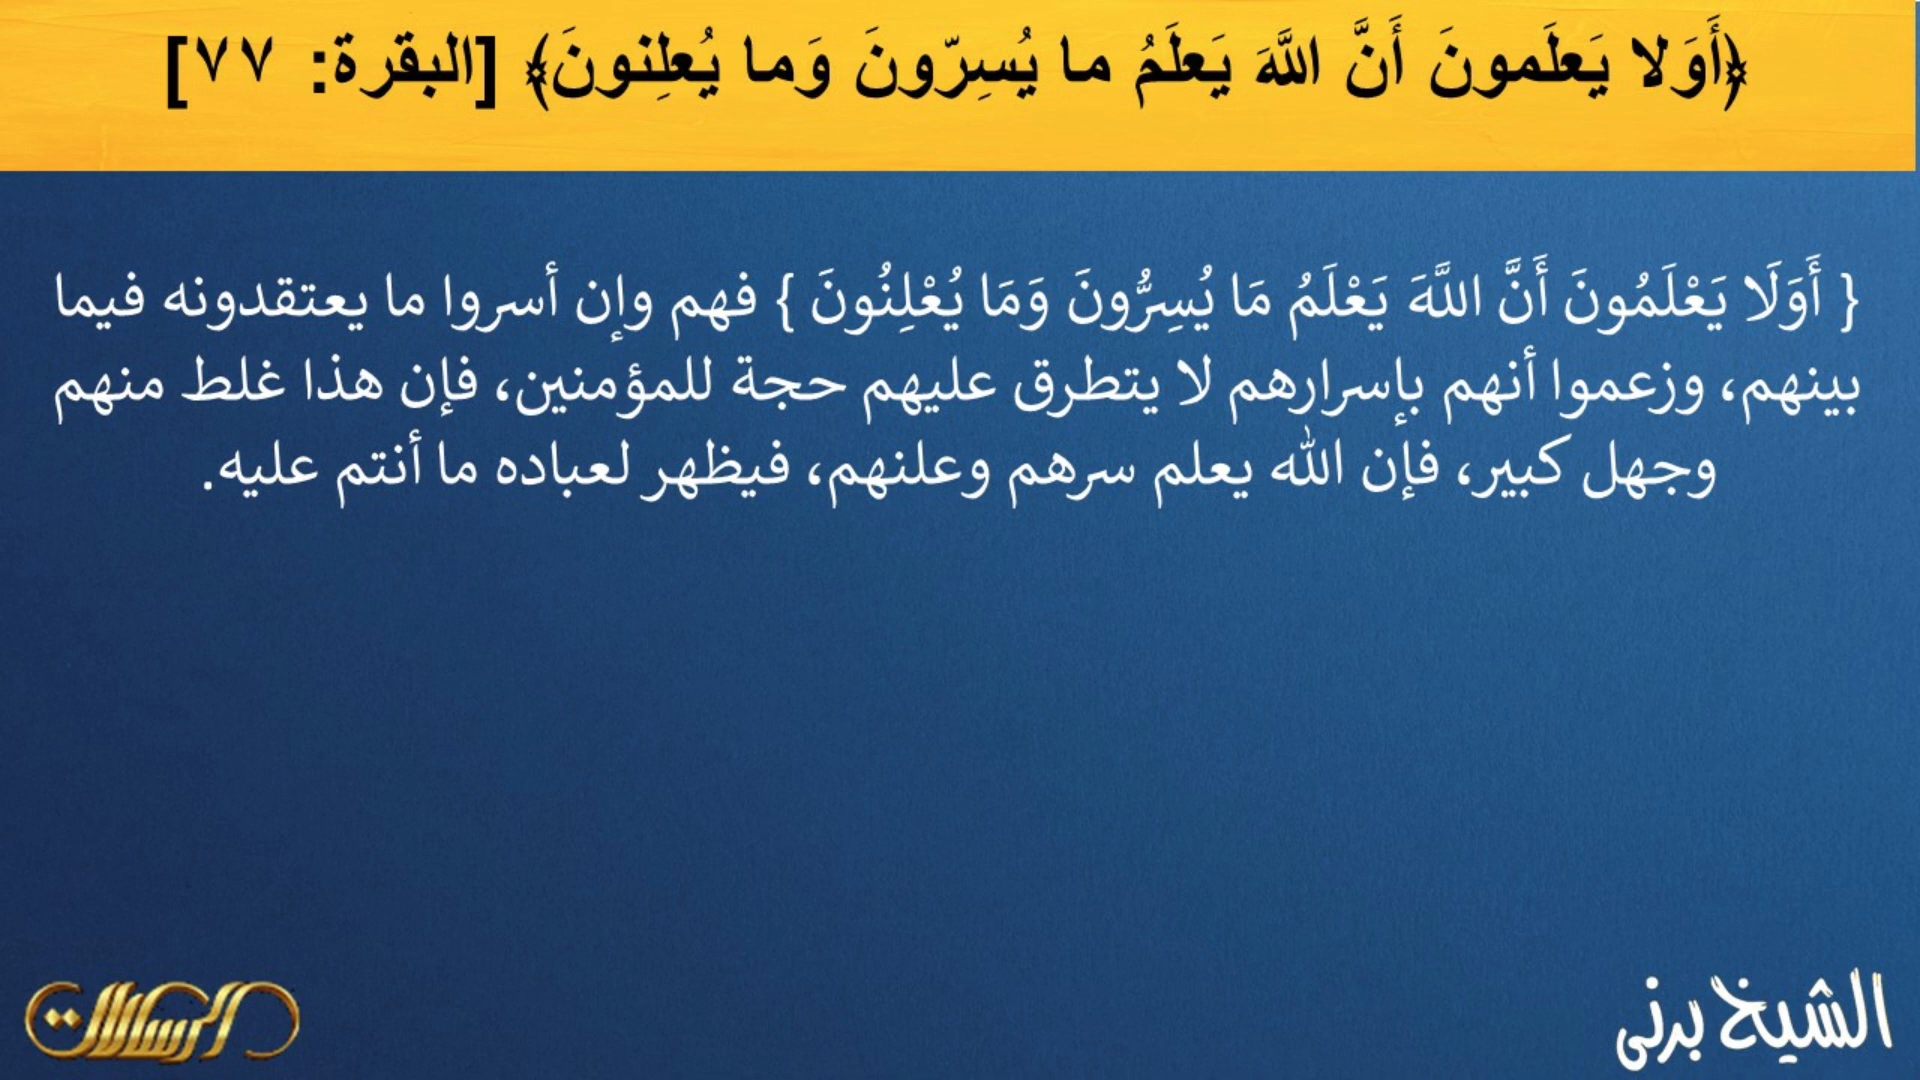 ﴿أَوَلا يَعلَمونَ أَنَّ اللَّهَ يَعلَمُ ما يُسِرّونَ وَما يُعلِنونَ﴾ [البقرة: ٧٧]
{ أَوَلَا يَعْلَمُونَ أَنَّ اللَّهَ يَعْلَمُ مَا يُسِرُّونَ وَمَا يُعْلِنُونَ } فهم وإن أسروا ما يعتقدونه فيما
بينهم، وزعموا أنهم بإسرارهم لا يتطرق عليهم حجة للمؤمنين، فإن هذا غلط منهم
وجهل كبير، فإن الله يعلم سرهم وعلنهم، فيظهر لعباده ما أنتم عليه.
الشيخ برنی